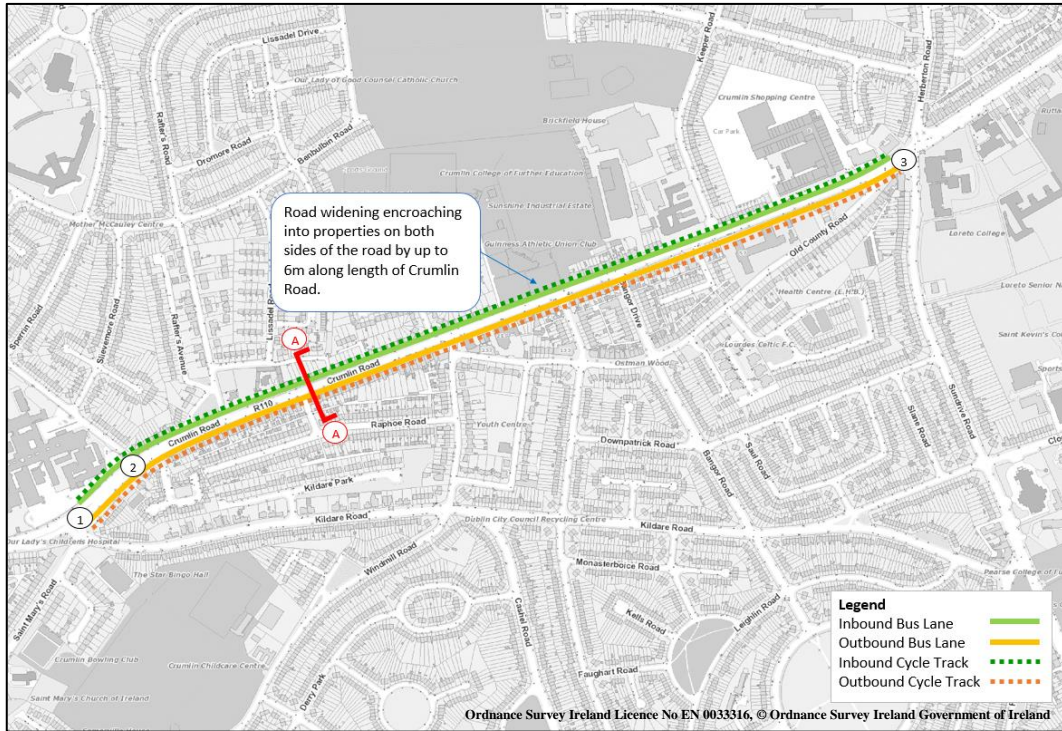 Lissadel Drive
Our Lady of Good Counsel Catholic Church
Keeper Road
Herberton Road
Rafter's Road
Crumlin Shopping Centre
Car Park
Brickfield House
Dromore Road
Benbulbin Road
3
Crumlin College of Further Education
Sunshine Industrial Estate
Mother McCauley Centre
Road widening encroaching
into properties on both
sides of the road by up to
6m along length of Crumlin
Road.
Guinness Athletic Union Club
Old County Road
Loreto College
Health Centre (E.H.B.)
Bangor Drive
Sperrin Road
Slievemore Road
Rafter's Avenue
A
Crumlin Road
Ostman Wood
Lourdes Celtic F.C.
R110
Crumlin Road
A
Raphoe Road
Youth Centre
Downpatrick Road
Bangor Road
Saul Road
Slane Road
Sundrive Road
2
1
Kildare Park
Kildare Road
Dublin City Council Recycling Centre
Kildare Road
Our Lady's Childrens Hospital
The Star Bingo Hall
Windmill Road
Monasterboice Road
Saint Mary's Road
Cashel Road
Kells Road
Leighlin Road
Crumlin Bowling Club
Crumlin Childcare Centre
Derry Park
Faughart Road
Saint Mary's Church of Ireland
Legend
Inbound Bus Lane
Outbound Bus Lane
Inbound Cycle Track
Outbound Cycle Track
Ordnance Survey Ireland Licence No EN 0033316, © Ordnance Survey Ireland Government of Ireland